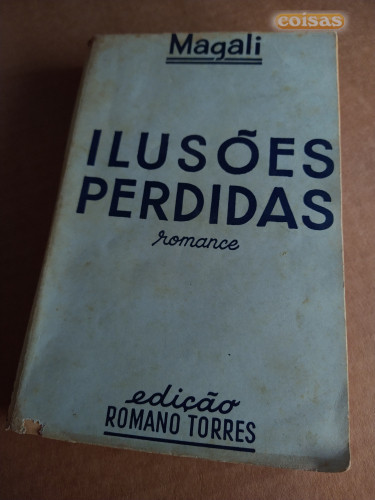 coisas
Magali
ILUSÕES
PERDIDAS
romance
edição
ROMANO TORRES